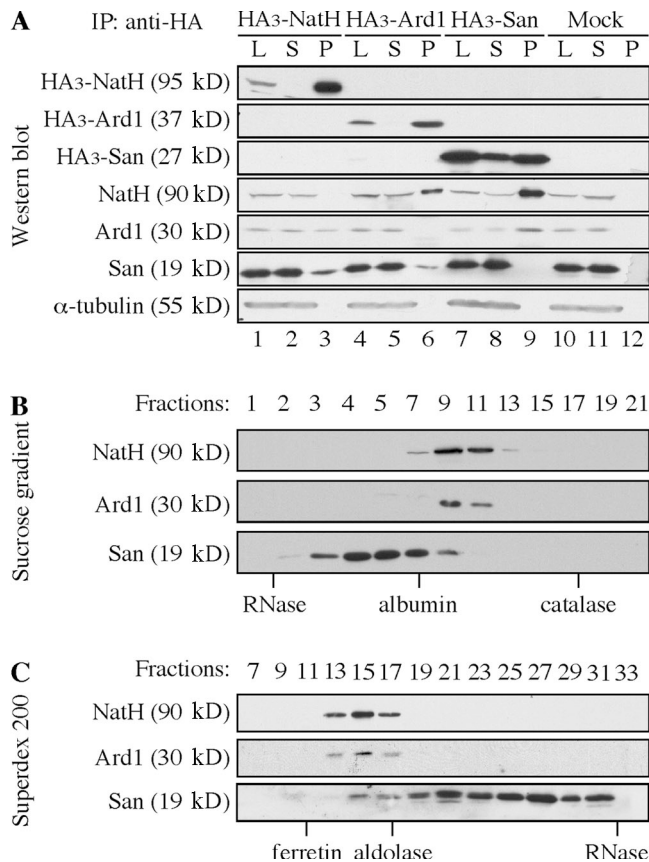 A IP: anti-HA HA3-NatH HA3-Ard1 HA3-San Mock
L S P L S P L S P L S P
Western blot
HA3-NatH (95 kD)
HA3-Ard1 (37 kD)
HA3-San (27 kD)
NatH (90 kD)
Ard1 (30 kD)
San (19 kD)
α-tubulin (55 kD)
1 2 3 4 5 6 7 8 9 10 11 12
B Fractions: 1 2 3 4 5 7 9 11 13 15 17 19 21
Sucrose gradient
NatH (90 kD)
Ard1 (30 kD)
San (19 kD)
RNase albumin catalase
C Fractions: 7 9 11 13 15 17 19 21 23 25 27 29 31 33
Superdex 200
NatH (90 kD)
Ard1 (30 kD)
San (19 kD)
ferretin aldolase RNase